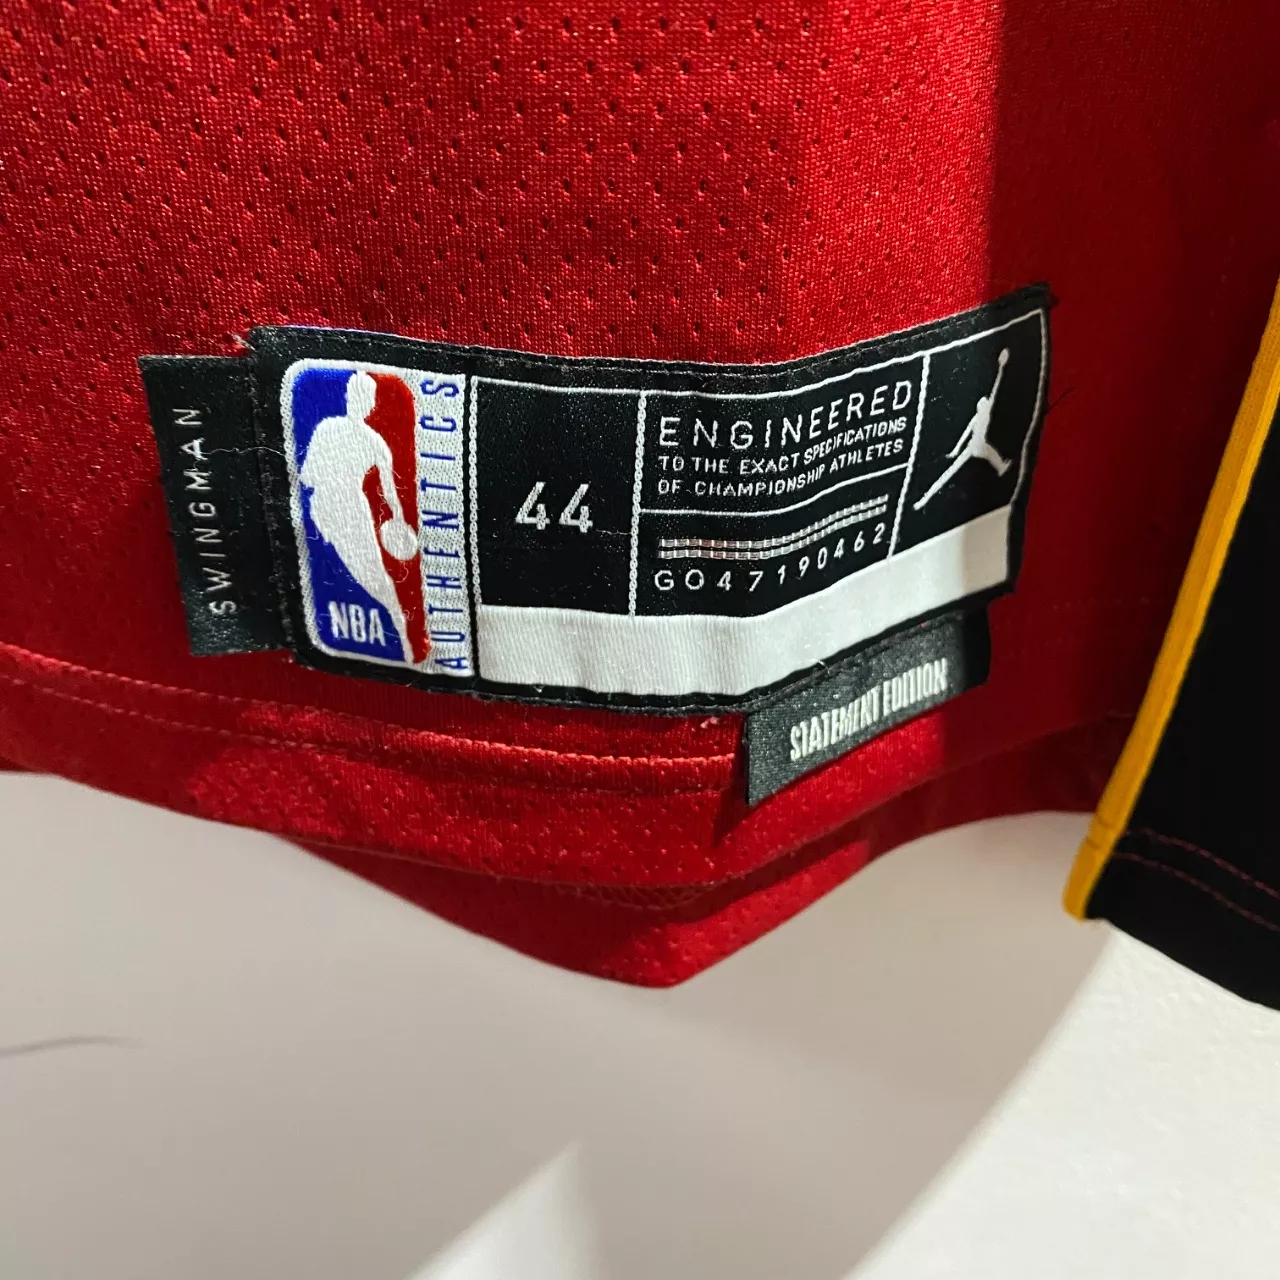 SWINGMAN
NBA
AUTHENTICS
44
ENGINEERED
TO THE EXACT SPECIFICATIONS
OF CHAMPIONSHIP ATHLETES
GO47190462
STATEMENT EDITION